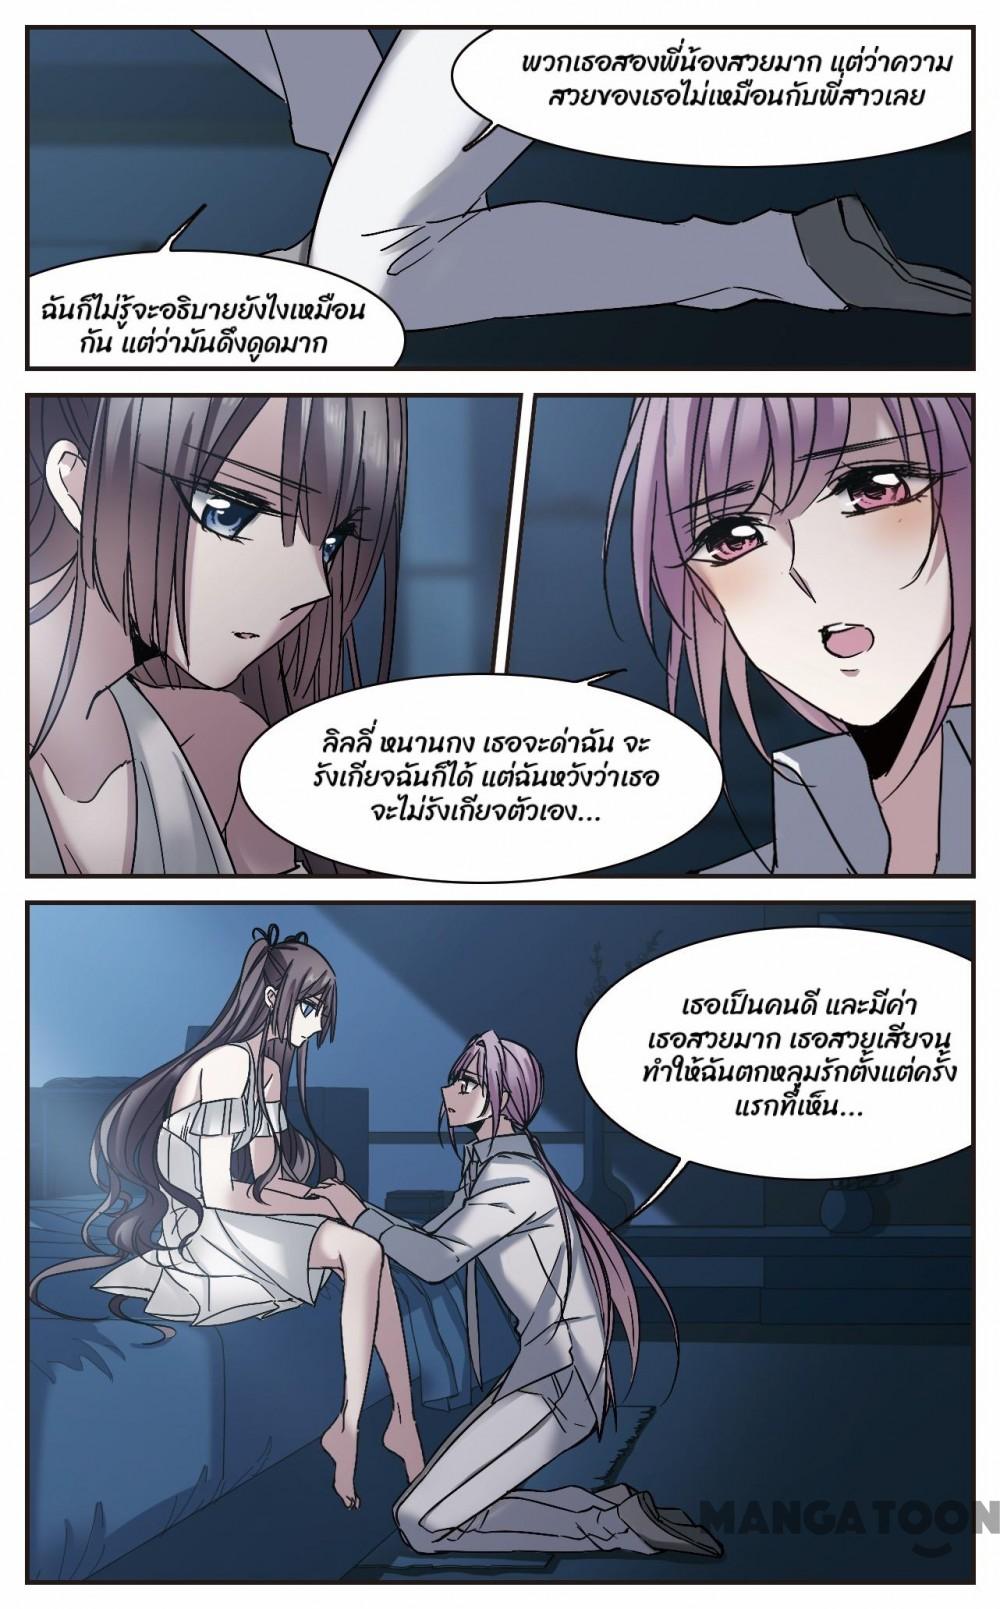 พวกเธอสองพี่น้องสวยมาก แต่ว่าความ
สวยของเธอไม่เหมือนกับพี่สาวเลย
ฉันก็ไม่รู้จะอธิบายยังไงเหมือน
กัน แต่ว่ามันดึงดูดมาก
ลิลลี่ หนานกง เธอจะด่าฉัน จะ
รังเกียจฉันก็ได้ แต่ฉันหวังว่าเธอ
จะไม่รังเกียจตัวเอง...
เธอเป็นคนดี และมีค่า
เธอสวยมาก เธอสวยเสียจน
ทำให้ฉันตกหลุมรักตั้งแต่ครั้ง
แรกที่เห็น...
MANGATOON